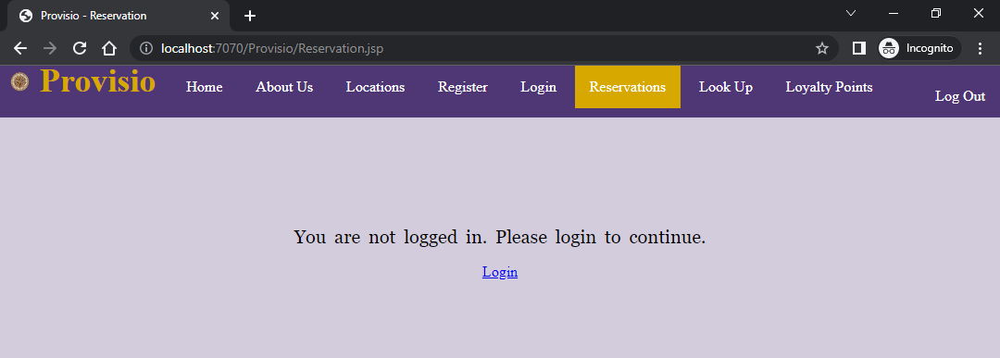 Provisio - Reservation
localhost:7070/Provisio/Reservation.jsp
Incognito
Provisio Home About Us Locations Register Login Reservations Look Up Loyalty Points Log Out
You are not logged in. Please login to continue.
Login